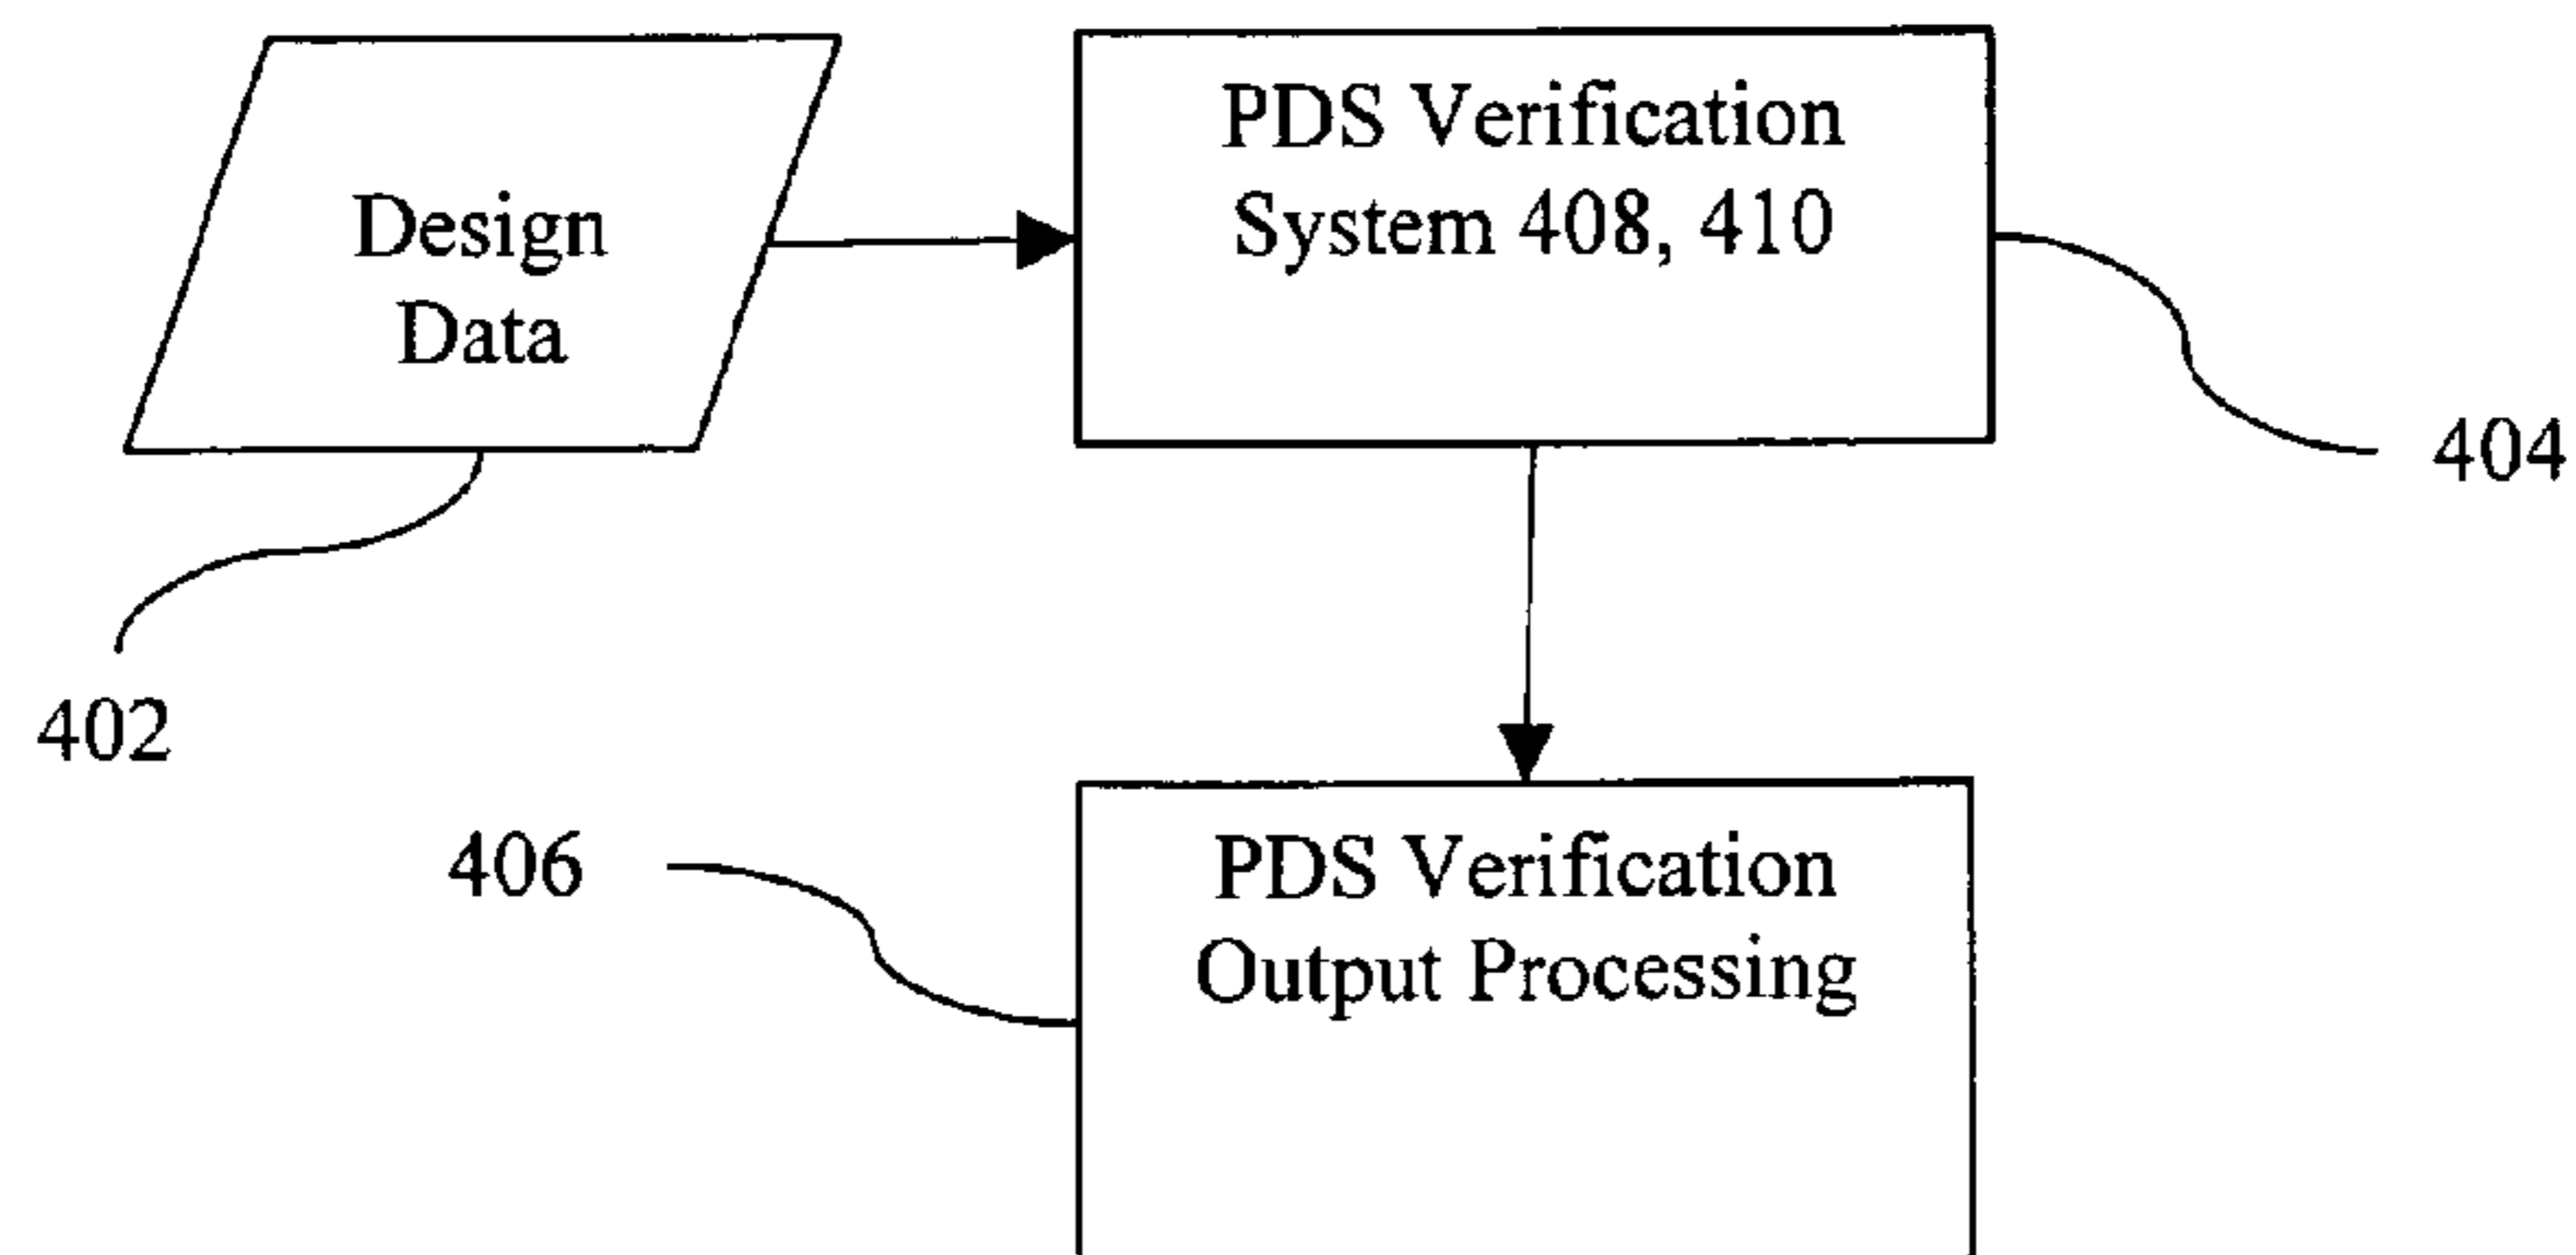 Design
Data
PDS Verification
System 408, 410
404
402
406
PDS Verification
Output Processing